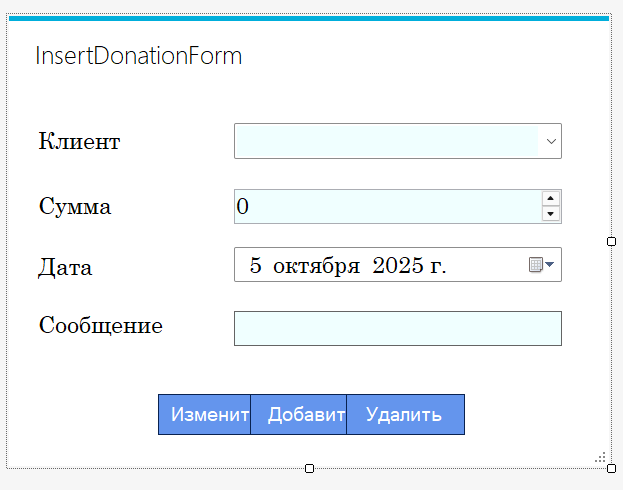 InsertDonationForm
Клиент
Сумма 0
Дата 5 октября 2025 г.
Сообщение
Изменит Добавит Удалить